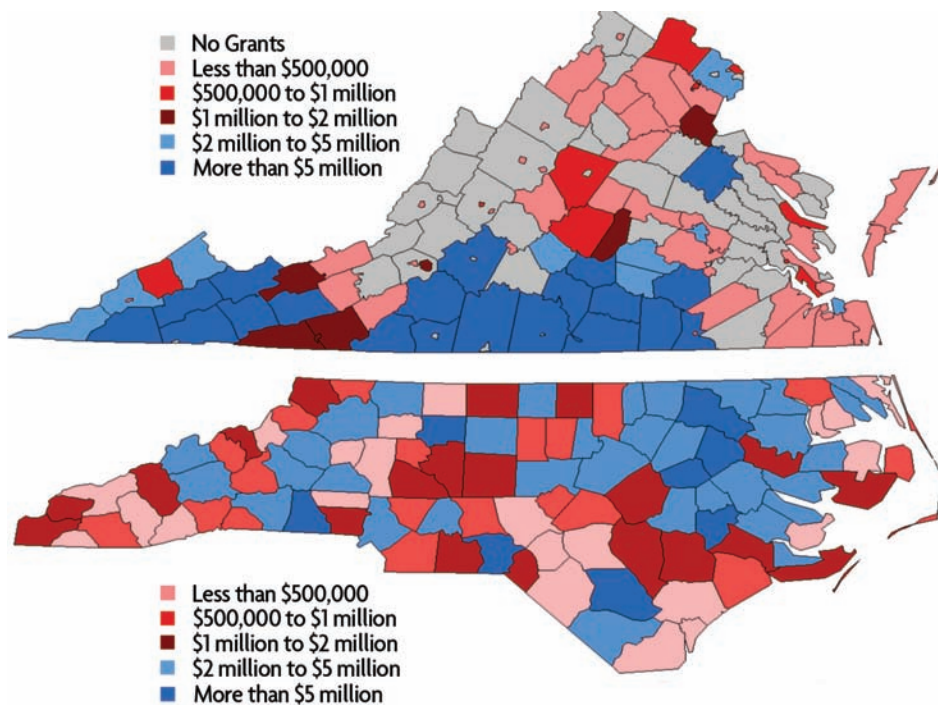 No Grants
Less than $500,000
$500,000 to $1 million
$1 million to $2 million
$2 million to $5 million
More than $5 million
Less than $500,000
$500,000 to $1 million
$1 million to $2 million
$2 million to $5 million
More than $5 million